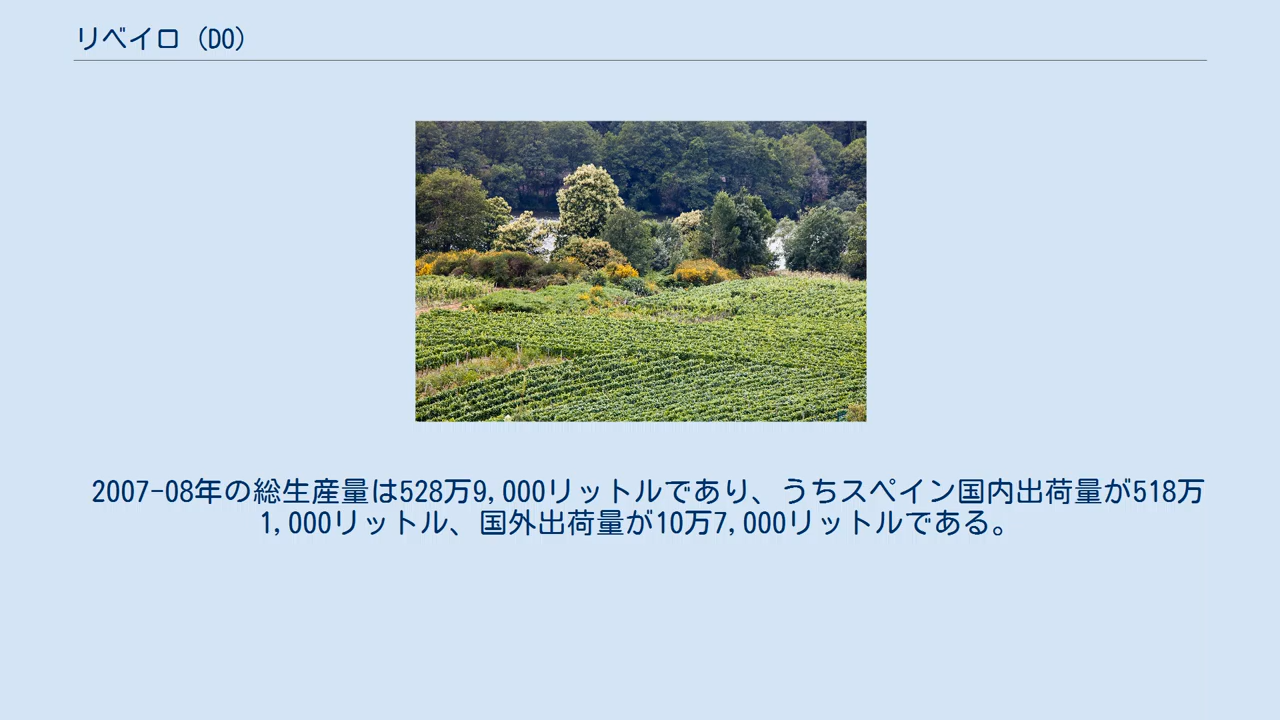 リベイロ (DO)
2007-08年の総生産量は528万9,000リットルであり、うちスペイン国内出荷量が518万
1,000リットル、国外出荷量が10万7,000リットルである。